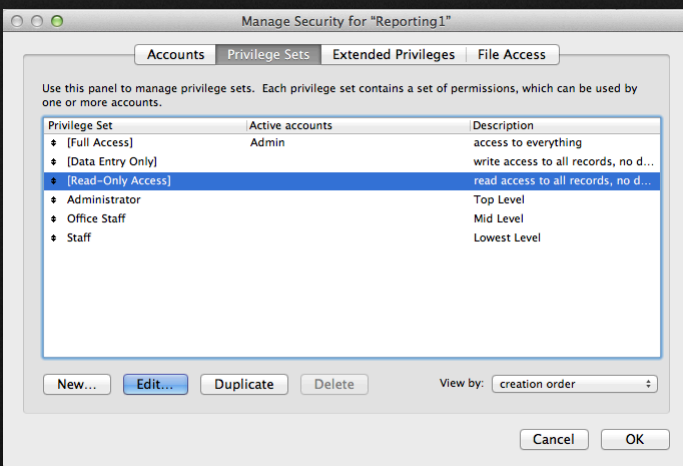 Manage Security for “Reporting1”
Accounts Privilege Sets Extended Privileges File Access
Use this panel to manage privilege sets.  Each privilege set contains a set of permissions, which can be used by
one or more accounts.
Privilege Set Active accounts Description
[Full Access] Admin access to everything
[Data Entry Only] write access to all records, no d...
[Read-Only Access] read access to all records, no d...
Administrator Top Level
Office Staff Mid Level
Staff Lowest Level
New... Edit... Duplicate Delete View by: creation order
Cancel OK